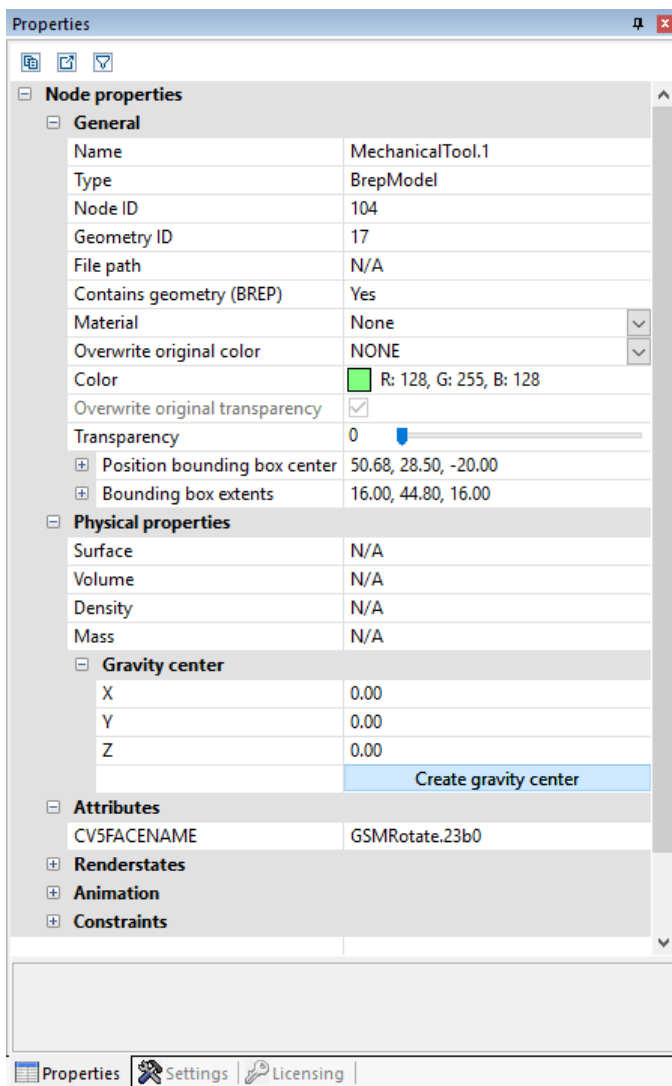 Properties
Node properties
General
Name MechanicalTool.1
Type BrepModel
Node ID 104
Geometry ID 17
File path N/A
Contains geometry (BREP) Yes
Material None
Overwrite original color NONE
Color R: 128, G: 255, B: 128
Overwrite original transparency
Transparency 0
Position bounding box center 50.68, 28.50, -20.00
Bounding box extents 16.00, 44.80, 16.00
Physical properties
Surface N/A
Volume N/A
Density N/A
Mass N/A
Gravity center
X 0.00
Y 0.00
Z 0.00
Create gravity center
Attributes
CV5FACENAME GSMRotate.23b0
Renderstates
Animation
Constraints
Properties Settings Licensing